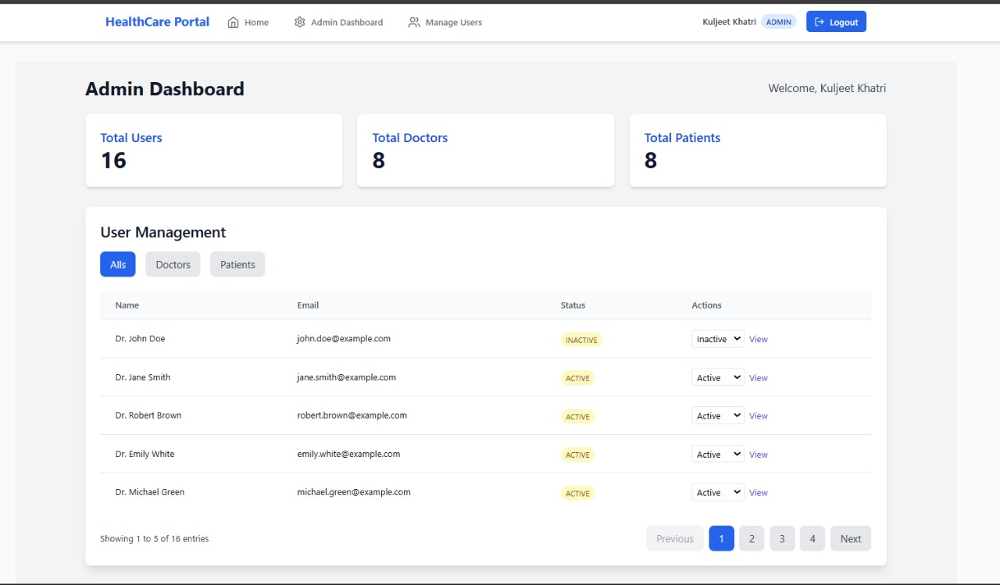 HealthCare Portal Home Admin Dashboard Manage Users Kuljeet Khatri ADMIN Logout
Admin Dashboard Welcome, Kuljeet Khatri
Total Users Total Doctors Total Patients
16 8 8
User Management
Alls Doctors Patients
Name Email Status Actions
Dr. John Doe john.doe@example.com INACTIVE Inactive View
Dr. Jane Smith jane.smith@example.com ACTIVE Active View
Dr. Robert Brown robert.brown@example.com ACTIVE Active View
Dr. Emily White emily.white@example.com ACTIVE Active View
Dr. Michael Green michael.green@example.com ACTIVE Active View
Showing 1 to 5 of 16 entries Previous 1 2 3 4 Next